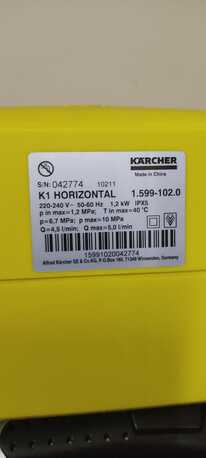 KÄRCHER
Made in China
S/N: 042774 10211
K1 HORIZONTAL 1.599-102.0
220-240 V~ 50-60 Hz 1,2 kW IPX5
p in max=1,2 MPa; T in max=40 °C
p=6,7 MPa; p max=10 MPa
Q=4,5 l/min; Q max=5,0 l/min
15991020042774
Alfred Kärcher SE & Co.KG, P.O.Box 160, 71349 Winnenden, Germany